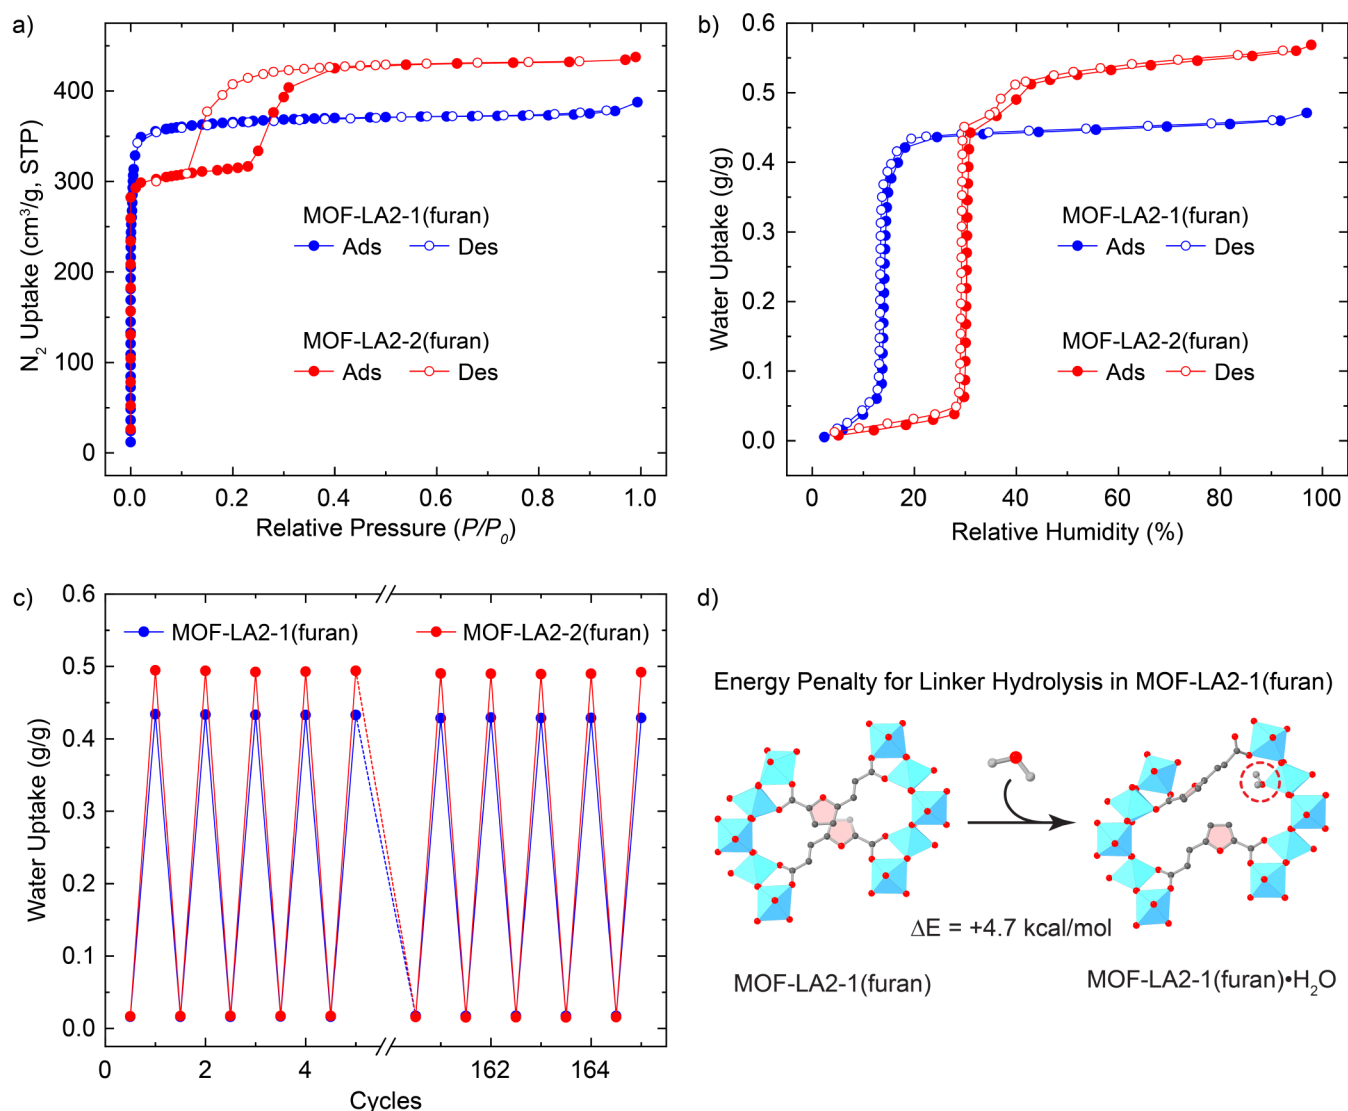 a)
N₂ Uptake (cm³/g, STP)
400
300
200
100
0
MOF-LA2-1(furan)
Ads Des
MOF-LA2-2(furan)
Ads Des
0.0 0.2 0.4 0.6 0.8 1.0
Relative Pressure (P/P₀)
b)
Water Uptake (g/g)
0.6
0.5
0.4
0.3
0.2
0.1
0.0
MOF-LA2-1(furan)
Ads Des
MOF-LA2-2(furan)
Ads Des
0 20 40 60 80 100
Relative Humidity (%)
c)
Water Uptake (g/g)
0.6
0.5
0.4
0.3
0.2
0.1
0.0
MOF-LA2-1(furan) MOF-LA2-2(furan)
0 2 4 162 164
Cycles
d)
Energy Penalty for Linker Hydrolysis in MOF-LA2-1(furan)
ΔE = +4.7 kcal/mol
MOF-LA2-1(furan)
MOF-LA2-1(furan)•H₂O